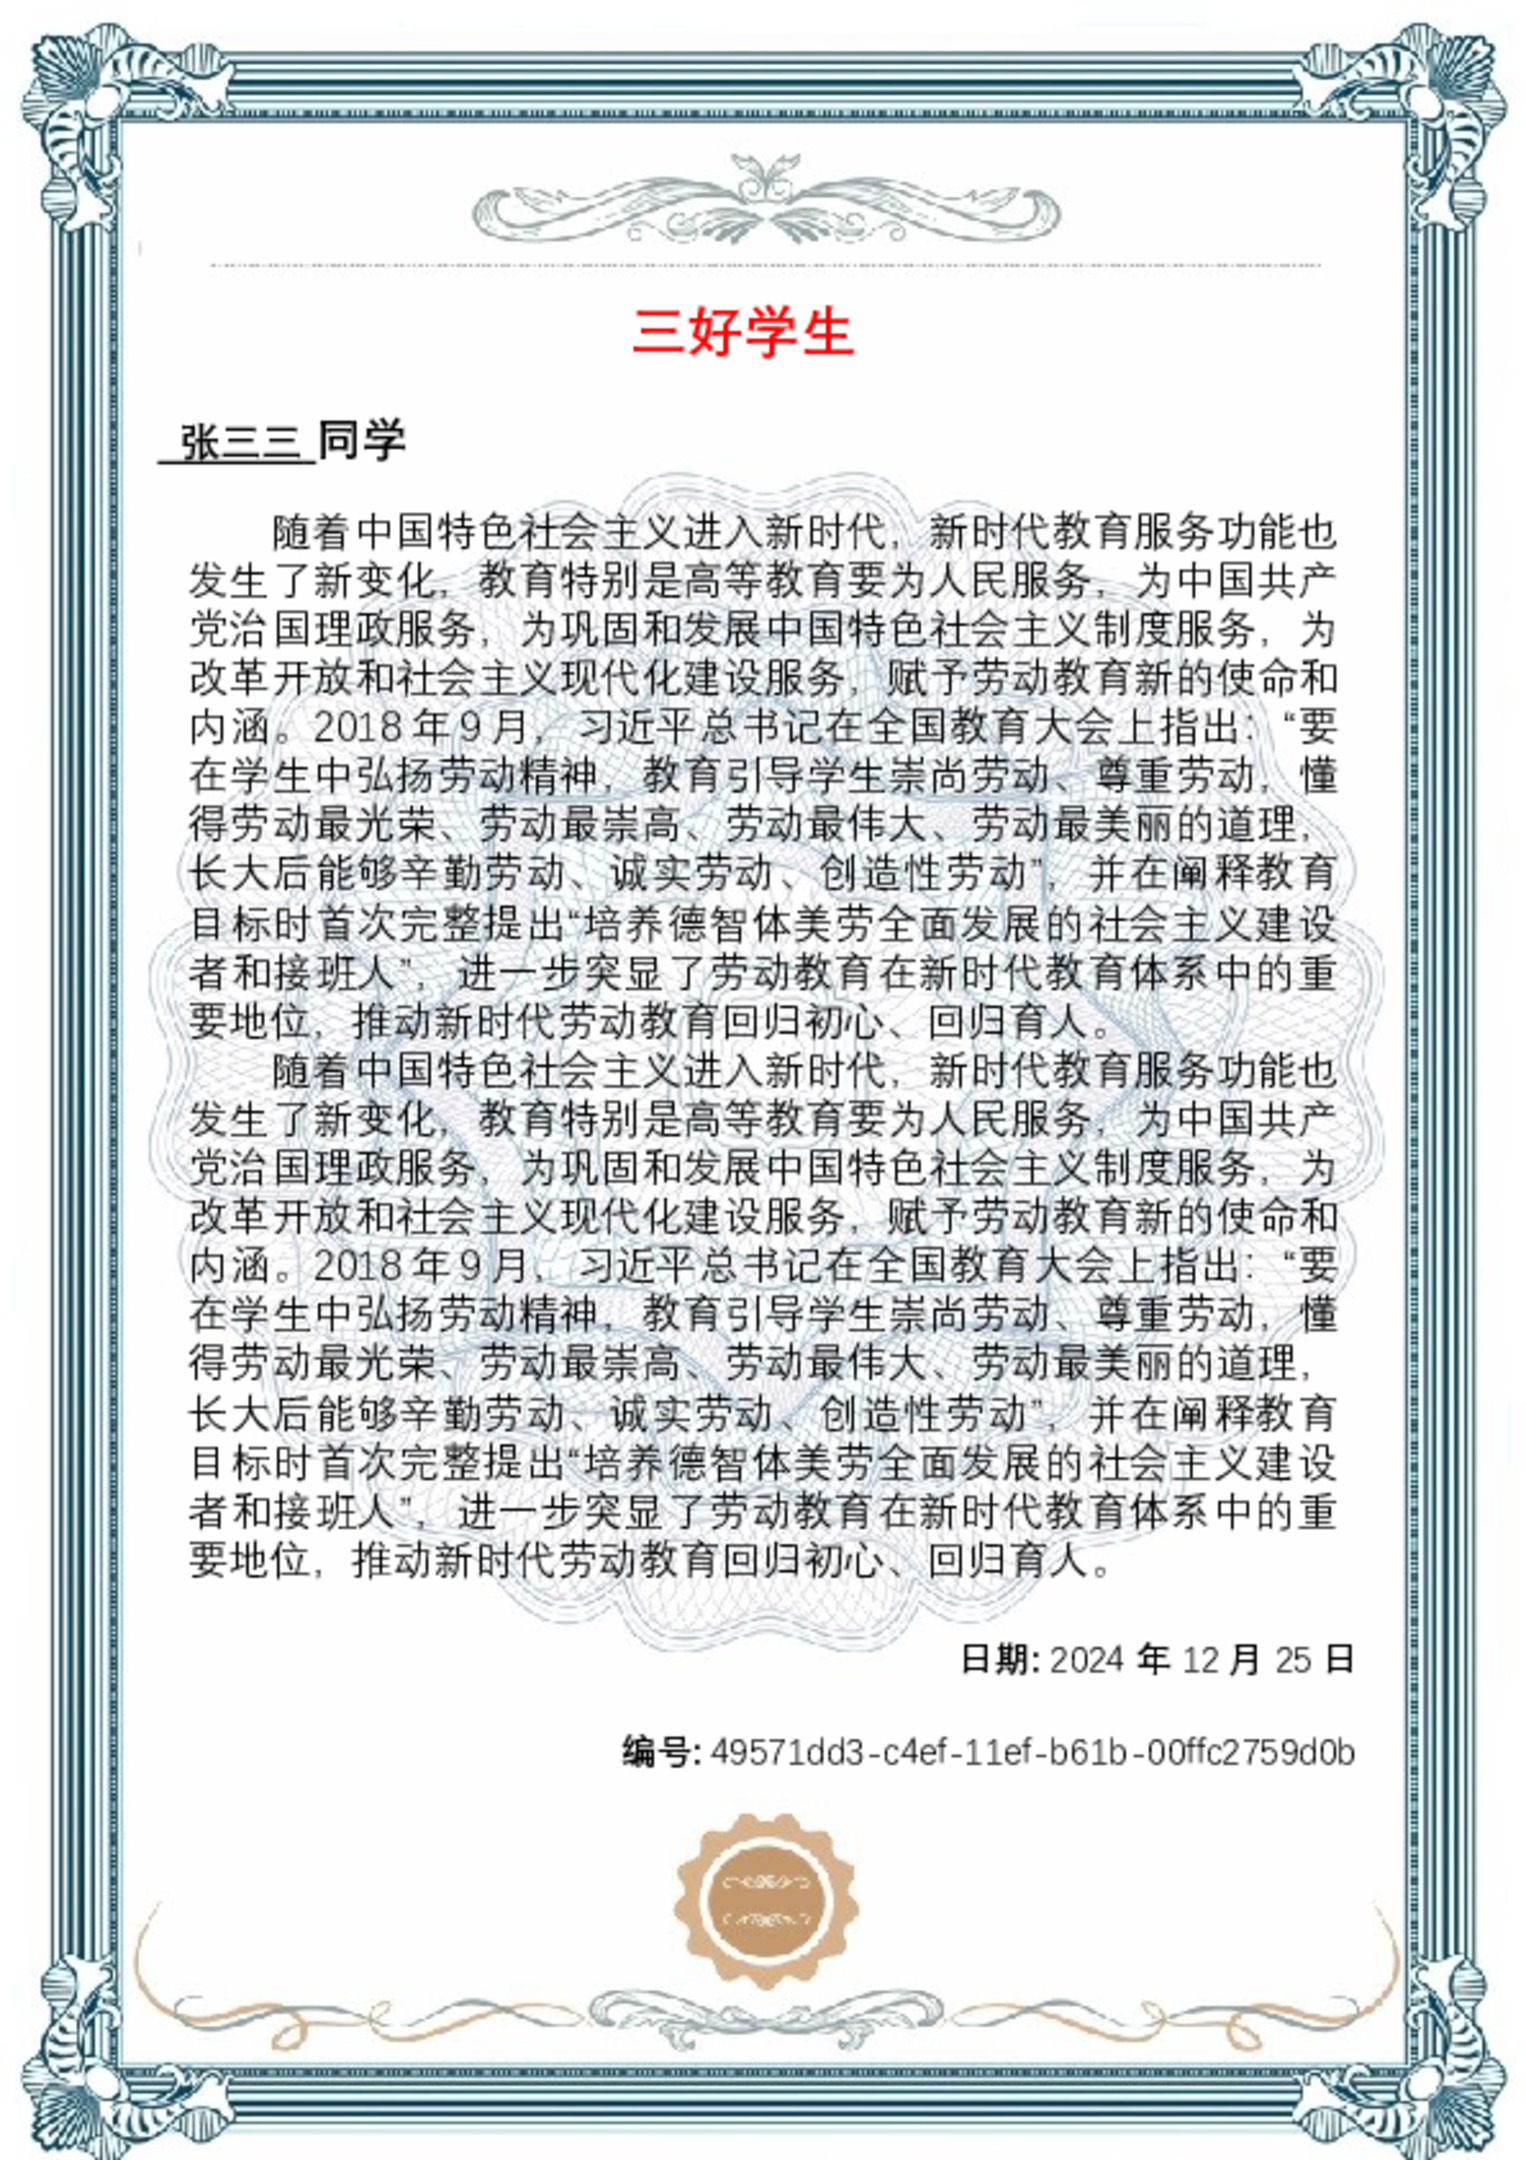 三好学生
张三三 同学
随着中国特色社会主义进入新时代，新时代教育服务功能也
发生了新变化，教育特别是高等教育要为人民服务，为中国共产
党治国理政服务，为巩固和发展中国特色社会主义制度服务，为
改革开放和社会主义现代化建设服务，赋予劳动教育新的使命和
内涵。2018年9月，习近平总书记在全国教育大会上指出：“要
在学生中弘扬劳动精神，教育引导学生崇尚劳动、尊重劳动，懂
得劳动最光荣、劳动最崇高、劳动最伟大、劳动最美丽的道理，
长大后能够辛勤劳动、诚实劳动、创造性劳动”，并在阐释教育
目标时首次完整提出“培养德智体美劳全面发展的社会主义建设
者和接班人”，进一步突显了劳动教育在新时代教育体系中的重
要地位，推动新时代劳动教育回归初心、回归育人。
随着中国特色社会主义进入新时代，新时代教育服务功能也
发生了新变化，教育特别是高等教育要为人民服务，为中国共产
党治国理政服务，为巩固和发展中国特色社会主义制度服务，为
改革开放和社会主义现代化建设服务，赋予劳动教育新的使命和
内涵。2018年9月，习近平总书记在全国教育大会上指出：“要
在学生中弘扬劳动精神，教育引导学生崇尚劳动、尊重劳动，懂
得劳动最光荣、劳动最崇高、劳动最伟大、劳动最美丽的道理，
长大后能够辛勤劳动、诚实劳动、创造性劳动”，并在阐释教育
目标时首次完整提出“培养德智体美劳全面发展的社会主义建设
者和接班人”，进一步突显了劳动教育在新时代教育体系中的重
要地位，推动新时代劳动教育回归初心、回归育人。
日期: 2024 年 12 月 25 日
编号: 49571dd3-c4ef-11ef-b61b-00ffc2759d0b